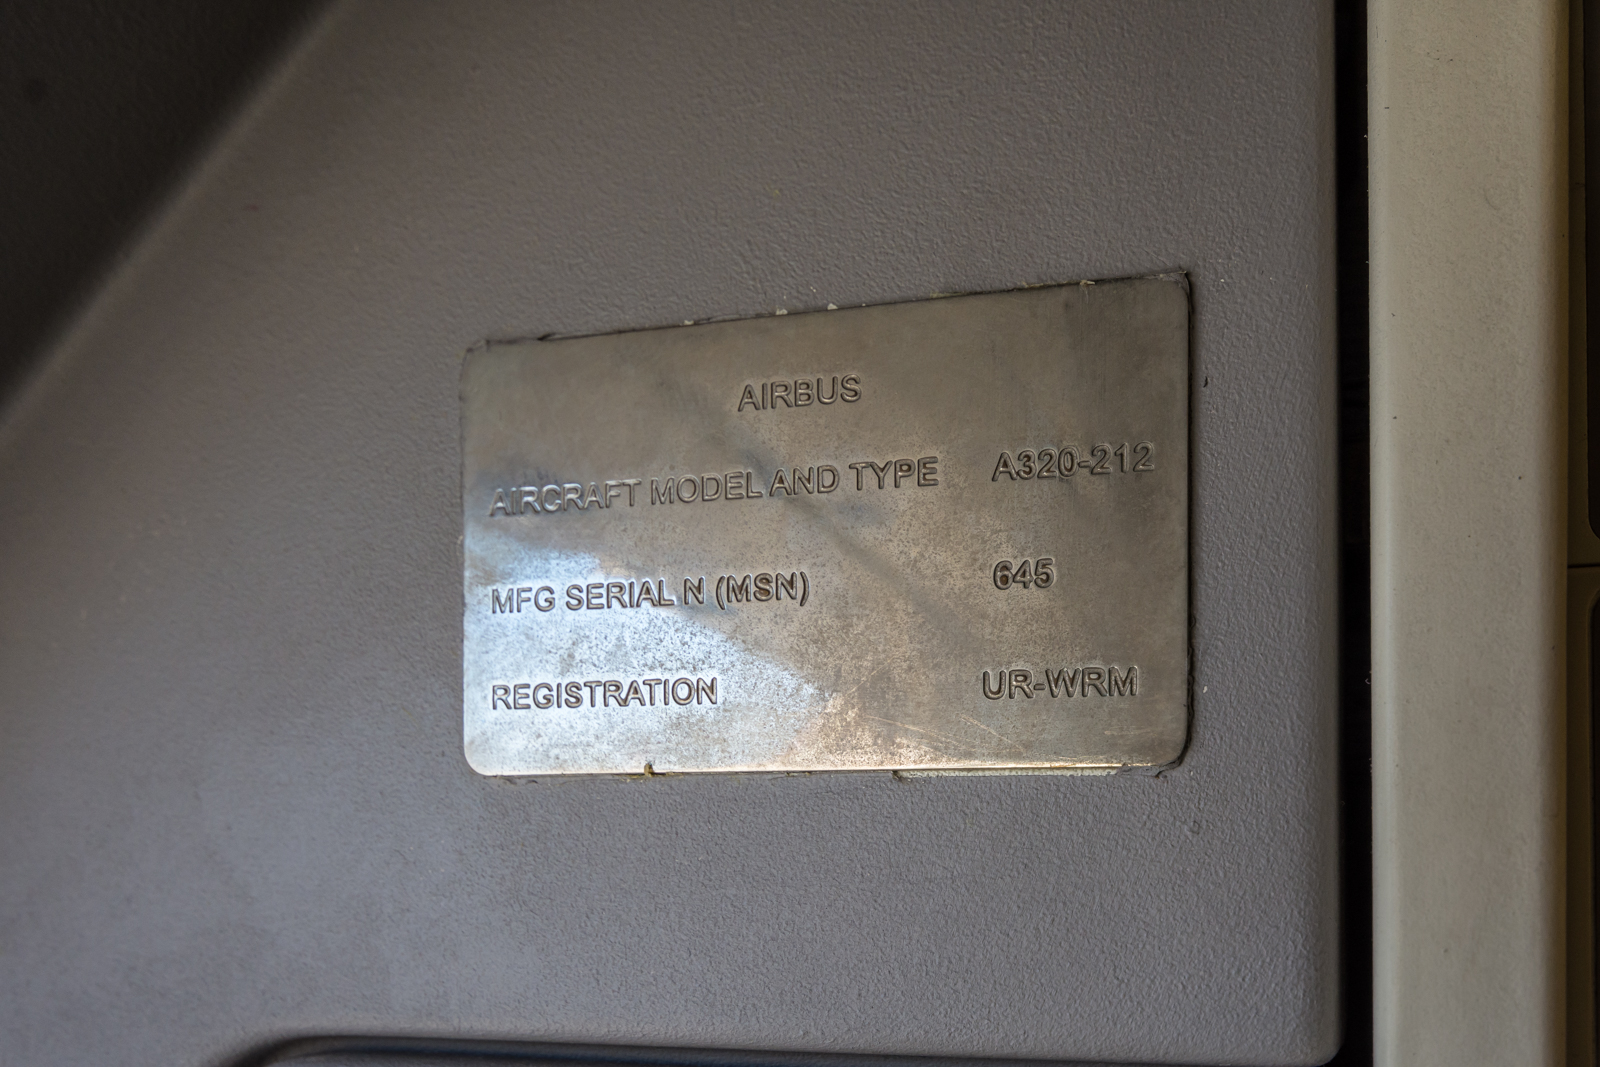 AIRBUS
AIRCRAFT MODEL AND TYPE A320-212
MFG SERIAL N (MSN) 645
REGISTRATION UR-WRM